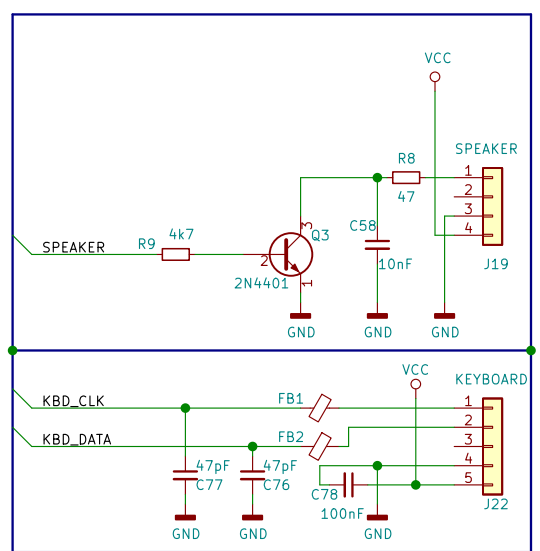 VCC
SPEAKER
R8
1
47
2
3
4
J19
C58
10nF
4k7
R9
SPEAKER
3
Q3
2
2N4401
1
GND
GND
GND
VCC
KEYBOARD
KBD_CLK
FB1
1
KBD_DATA
FB2
2
3
4
5
J22
47pF
C77
47pF
C76
C78
100nF
GND
GND
GND